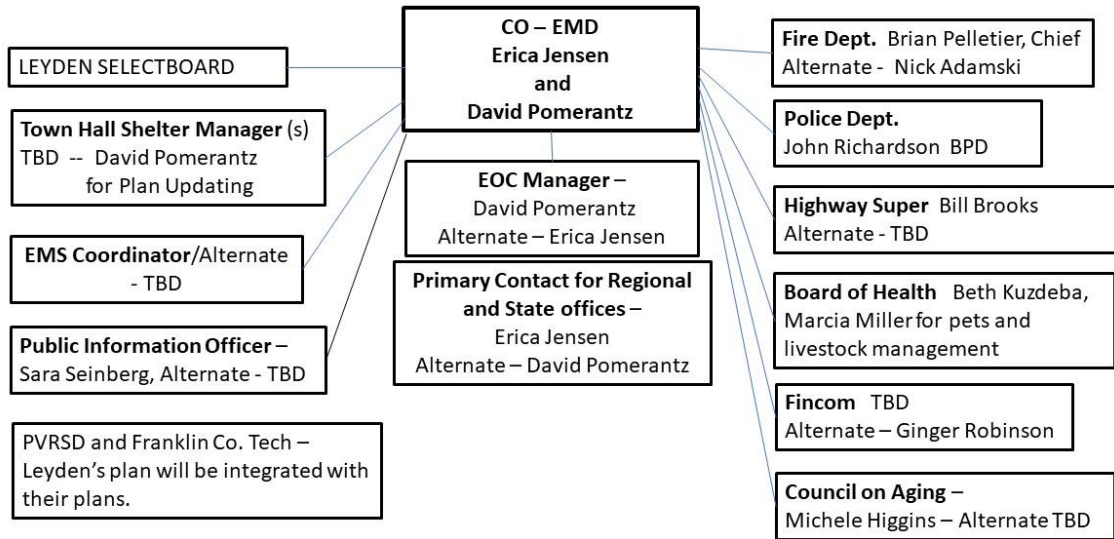 CO – EMD
Erica Jensen
and
David Pomerantz
LEYDEN SELECTBOARD
Town Hall Shelter Manager (s)
TBD -- David Pomerantz
for Plan Updating
EMS Coordinator/Alternate
- TBD
Public Information Officer –
Sara Seinberg, Alternate - TBD
PVRSD and Franklin Co. Tech –
Leyden’s plan will be integrated with
their plans.
EOC Manager –
David Pomerantz
Alternate – Erica Jensen
Primary Contact for Regional
and State offices –
Erica Jensen
Alternate – David Pomerantz
Fire Dept. Brian Pelletier, Chief
Alternate - Nick Adamski
Police Dept.
John Richardson BPD
Highway Super Bill Brooks
Alternate - TBD
Board of Health Beth Kuzdeba,
Marcia Miller for pets and
livestock management
Fincom TBD
Alternate – Ginger Robinson
Council on Aging –
Michele Higgins – Alternate TBD